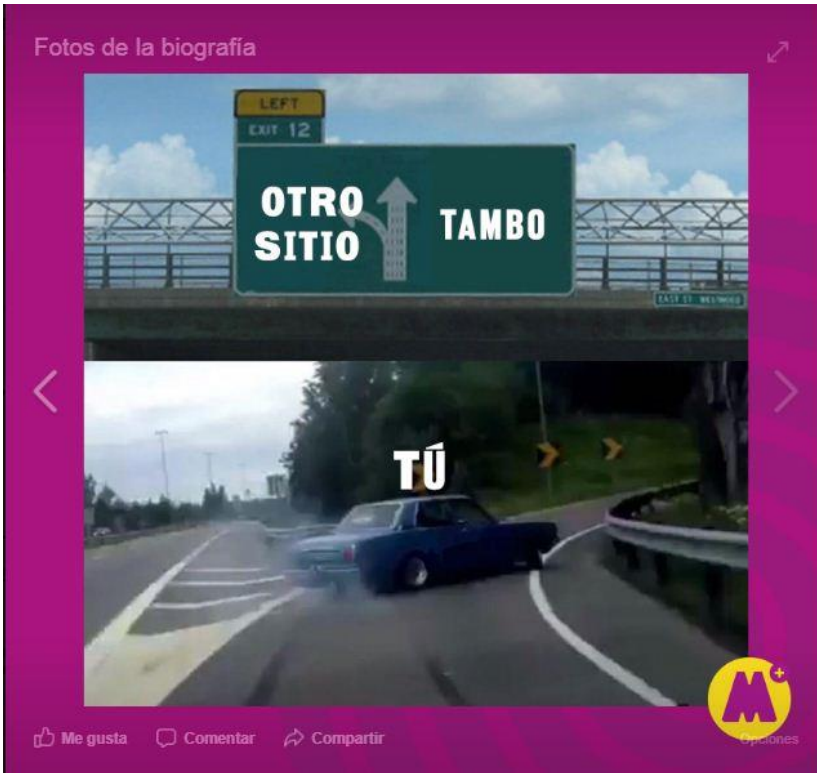 Fotos de la biografía
LEFT
EXIT 12
OTRO
SITIO
TAMBO
TÚ
M+
Me gusta
Comentar
Compartir
Opciones